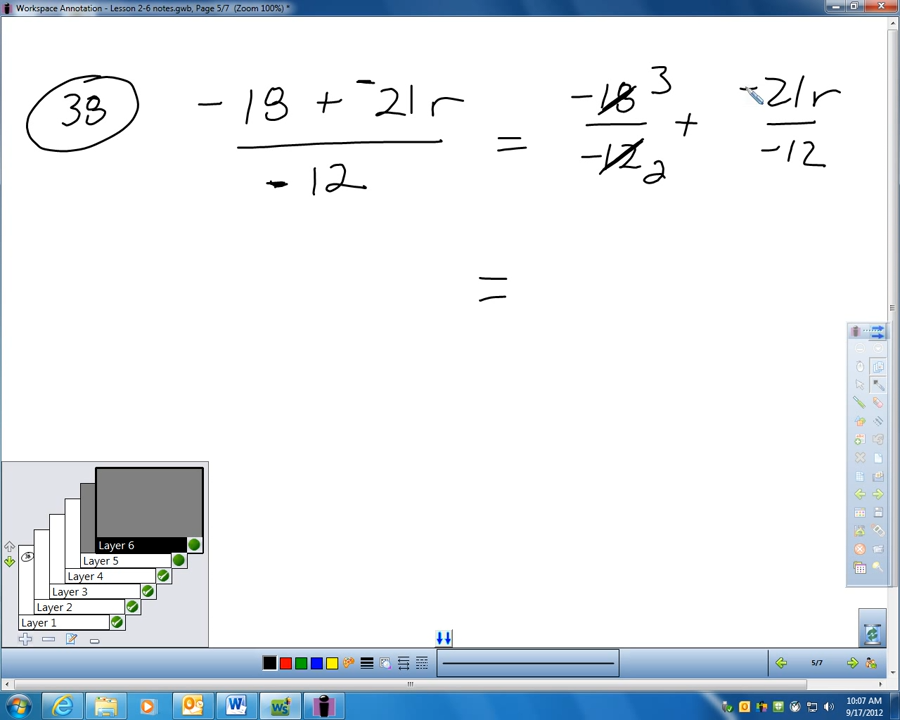 Workspace Annotation - Lesson 2-6 notes.gwb, Page 5/7 (Zoom 100%) *
38 -18 + -21r = -18 3 + -21r
-12 -12 2 -12
=
Layer 6
Layer 5
Layer 4
Layer 3
Layer 2
Layer 1
5/7
10:07 AM
9/17/2012